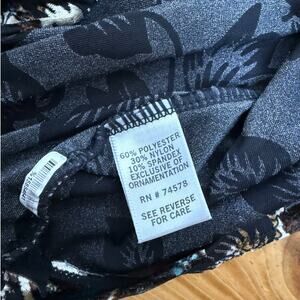 60% POLYESTER
30% NYLON
10% SPANDEX
EXCLUSIVE OF
ORNAMENTATION
RN # 74578
SEE REVERSE
FOR CARE